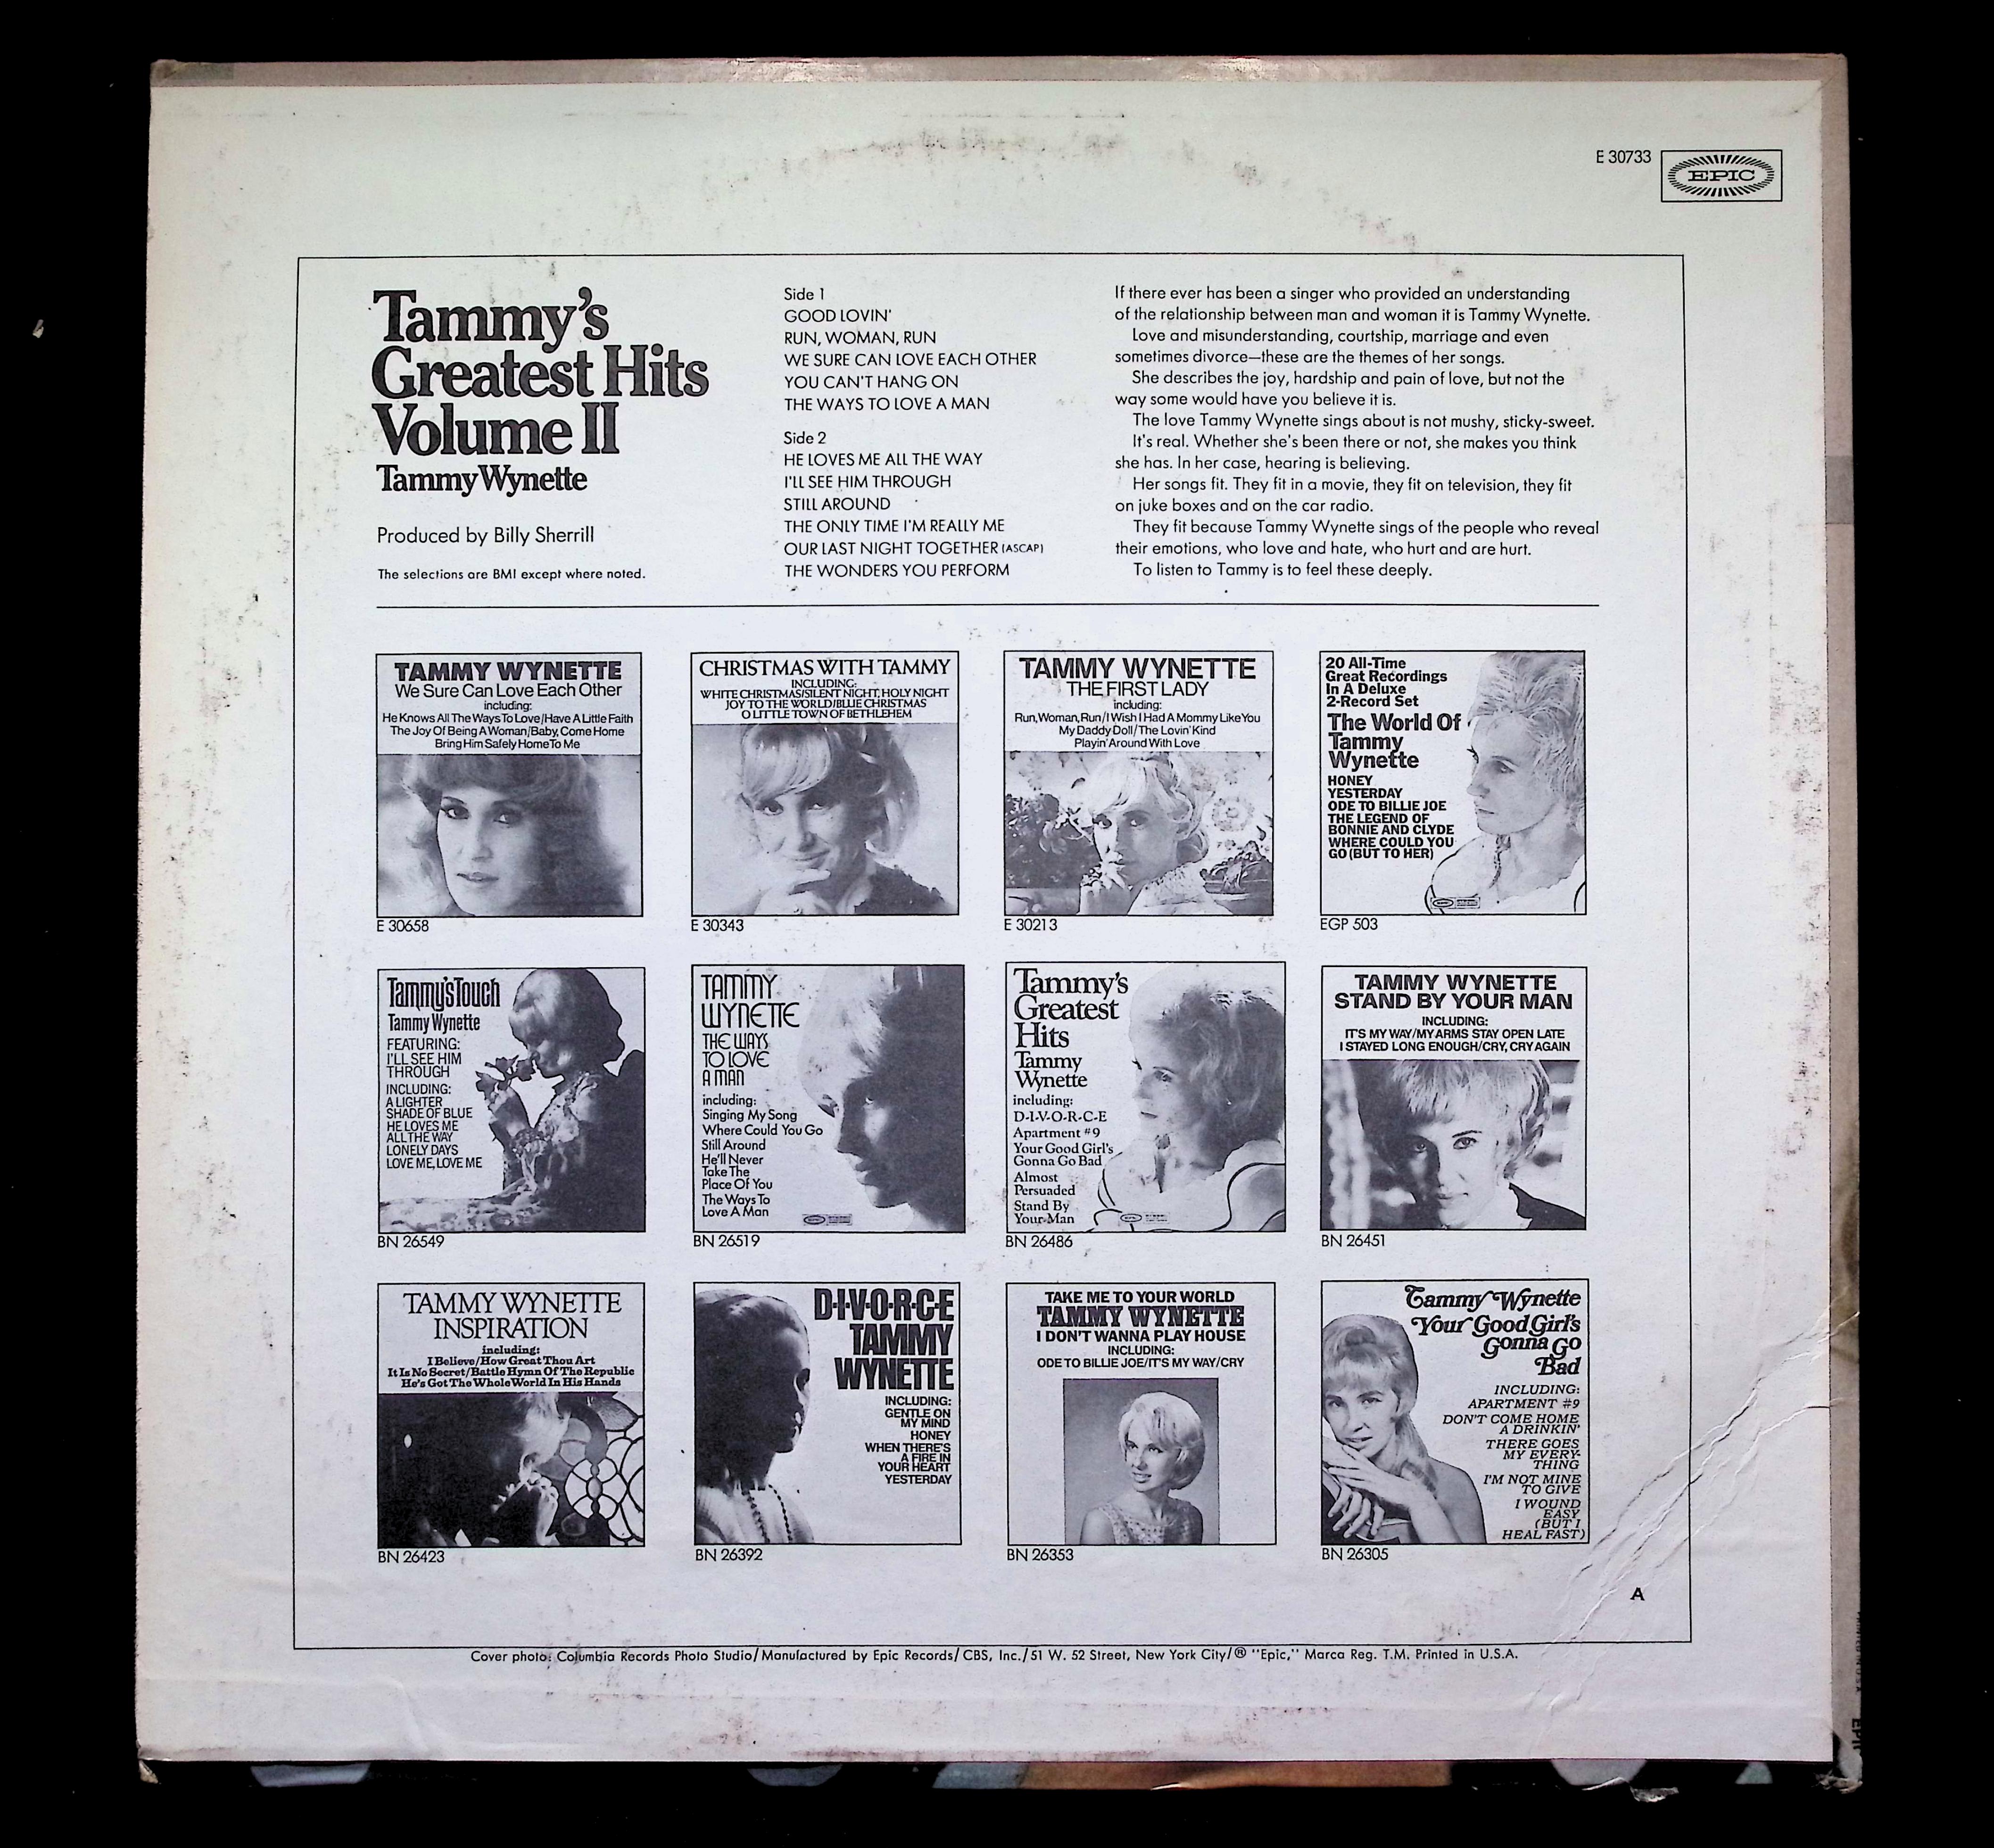 E 30733
EPIC
Tammy's
Greatest Hits
Volume II
Tammy Wynette
Produced by Billy Sherrill
The selections are BMI except where noted.
Side 1
GOOD LOVIN'
RUN, WOMAN, RUN
WE SURE CAN LOVE EACH OTHER
YOU CAN'T HANG ON
THE WAYS TO LOVE A MAN
Side 2
HE LOVES ME ALL THE WAY
I'LL SEE HIM THROUGH
STILL AROUND
THE ONLY TIME I'M REALLY ME
OUR LAST NIGHT TOGETHER (ASCAP)
THE WONDERS YOU PERFORM
If there ever has been a singer who provided an understanding
of the relationship between man and woman it is Tammy Wynette.
Love and misunderstanding, courtship, marriage and even
sometimes divorce—these are the themes of her songs.
She describes the joy, hardship and pain of love, but not the
way some would have you believe it is.
The love Tammy Wynette sings about is not mushy, sticky-sweet.
It's real. Whether she's been there or not, she makes you think
she has. In her case, hearing is believing.
Her songs fit. They fit in a movie, they fit on television, they fit
on juke boxes and on the car radio.
They fit because Tammy Wynette sings of the people who reveal
their emotions, who love and hate, who hurt and are hurt.
To listen to Tammy is to feel these deeply.
TAMMY WYNETTE
We Sure Can Love Each Other
including:
He Knows All The Ways To Love/Have A Little Faith
The Joy Of Being A Woman/Baby, Come Home
Bring Him Safely Home To Me
E 30658
CHRISTMAS WITH TAMMY
INCLUDING:
WHITE CHRISTMAS/SILENT NIGHT, HOLY NIGHT
JOY TO THE WORLD/BLUE CHRISTMAS
O LITTLE TOWN OF BETHLEHEM
E 30343
TAMMY WYNETTE
THE FIRST LADY
including:
Run, Woman, Run/I Wish I Had A Mommy Like You
My Daddy Doll/The Lovin' Kind
Playin' Around With Love
E 30213
20 All-Time
Great Recordings
In A Deluxe
2-Record Set
The World Of
Tammy
Wynette
HONEY
YESTERDAY
ODE TO BILLIE JOE
THE LEGEND OF
BONNIE AND CLYDE
WHERE COULD YOU
GO (BUT TO HER)
EGP 503
Tammy's Touch
Tammy Wynette
FEATURING:
I'LL SEE HIM
THROUGH
INCLUDING:
A LIGHTER
SHADE OF BLUE
HE LOVES ME
ALL THE WAY
LONELY DAYS
LOVE ME, LOVE ME
BN 26549
TAMMY
WYNETTE
THE WAYS
TO LOVE
A MAN
including:
Singing My Song
Where Could You Go
Still Around
He'll Never
Take The
Place Of You
The Ways To
Love A Man
BN 26519
Tammy's
Greatest
Hits
Tammy
Wynette
including:
D-I-V-O-R-C-E
Apartment #9
Your Good Girl's
Gonna Go Bad
Almost
Persuaded
Stand By
Your Man
BN 26486
TAMMY WYNETTE
STAND BY YOUR MAN
INCLUDING:
IT'S MY WAY/MY ARMS STAY OPEN LATE
I STAYED LONG ENOUGH/CRY, CRY AGAIN
BN 26451
TAMMY WYNETTE
INSPIRATION
including:
I Believe/How Great Thou Art
It Is No Secret/Battle Hymn Of The Republic
He's Got The Whole World In His Hands
BN 26423
D-I-V-O-R-C-E
TAMMY
WYNETTE
INCLUDING:
GENTLE ON
MY MIND
HONEY
WHEN THERE'S
A FIRE IN
YOUR HEART
YESTERDAY
BN 26392
TAKE ME TO YOUR WORLD
TAMMY WYNETTE
I DON'T WANNA PLAY HOUSE
INCLUDING:
ODE TO BILLIE JOE/IT'S MY WAY/CRY
BN 26353
Tammy Wynette
Your Good Girl's
Gonna Go
Bad
INCLUDING:
APARTMENT #9
DON'T COME HOME
A DRINKIN'
THERE GOES
MY EVERY-
THING
I'M NOT MINE
TO GIVE
I WOUND
EASY
(BUT I
HEAL FAST)
BN 26305
A
Cover photo: Columbia Records Photo Studio/Manufactured by Epic Records/CBS, Inc./51 W. 52 Street, New York City/® "Epic," Marca Reg. T.M. Printed in U.S.A.